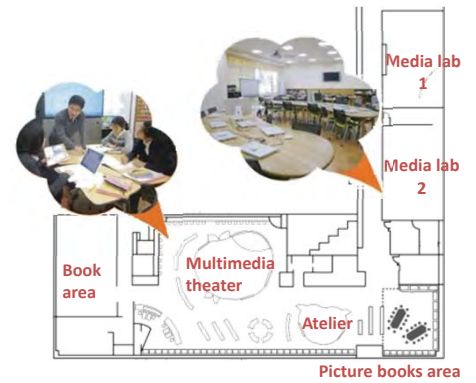 Media lab
1
Media lab
2
Book
area
Multimedia
theater
Atelier
Picture books area